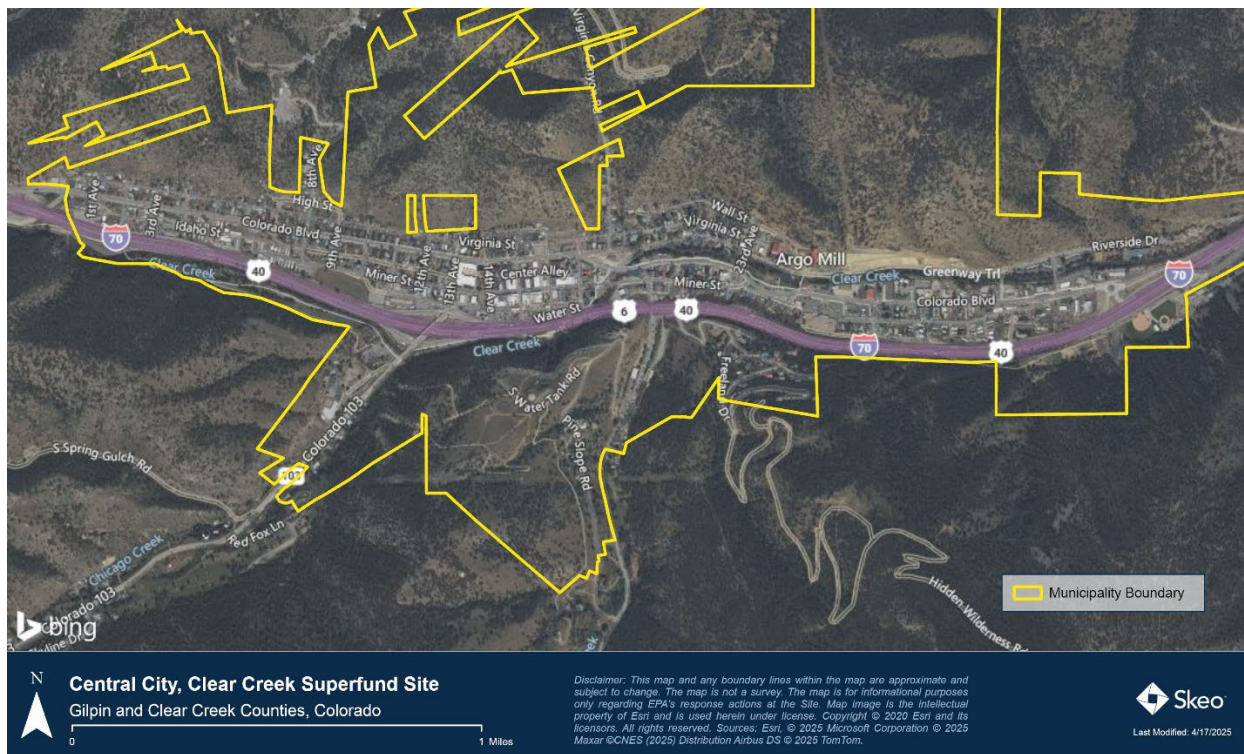 Virginia Canyon Rd
8th Ave
High St
1st Ave
3rd Ave
Idaho St
Colorado Blvd
9th Ave
70
Clear Creek
40
Miner St
12th Ave
13th Ave
14th Ave
Virginia St
Center Alley
Water St
Clear Creek
6
40
Miner St
Wall St
Virginia St
23rd Ave
Argo Mill
Clear Creek
Greenway Trl
Riverside Dr
Colorado Blvd
70
70
40
Freeland Dr
S Water Tank Rd
Pine Slope Rd
Colorado 103
S Spring Gulch Rd
103
Red Fox Ln
Chicago Creek
Colorado 103
Skyline Dr
Hidden Wilderness Rd
Municipality Boundary
bing
N
Central City, Clear Creek Superfund Site
Gilpin and Clear Creek Counties, Colorado
0
1 Miles
Disclaimer: This map and any boundary lines within the map are approximate and
subject to change. The map is not a survey. The map is for informational purposes
only regarding EPA's response actions at the Site. Map image is the intellectual
property of Esri and is used herein under license. Copyright © 2020 Esri and its
licensors. All rights reserved. Sources: Esri, © 2025 Microsoft Corporation © 2025
Maxar ©CNES (2025) Distribution Airbus DS © 2025 TomTom.
Skeo
Last Modified: 4/17/2025